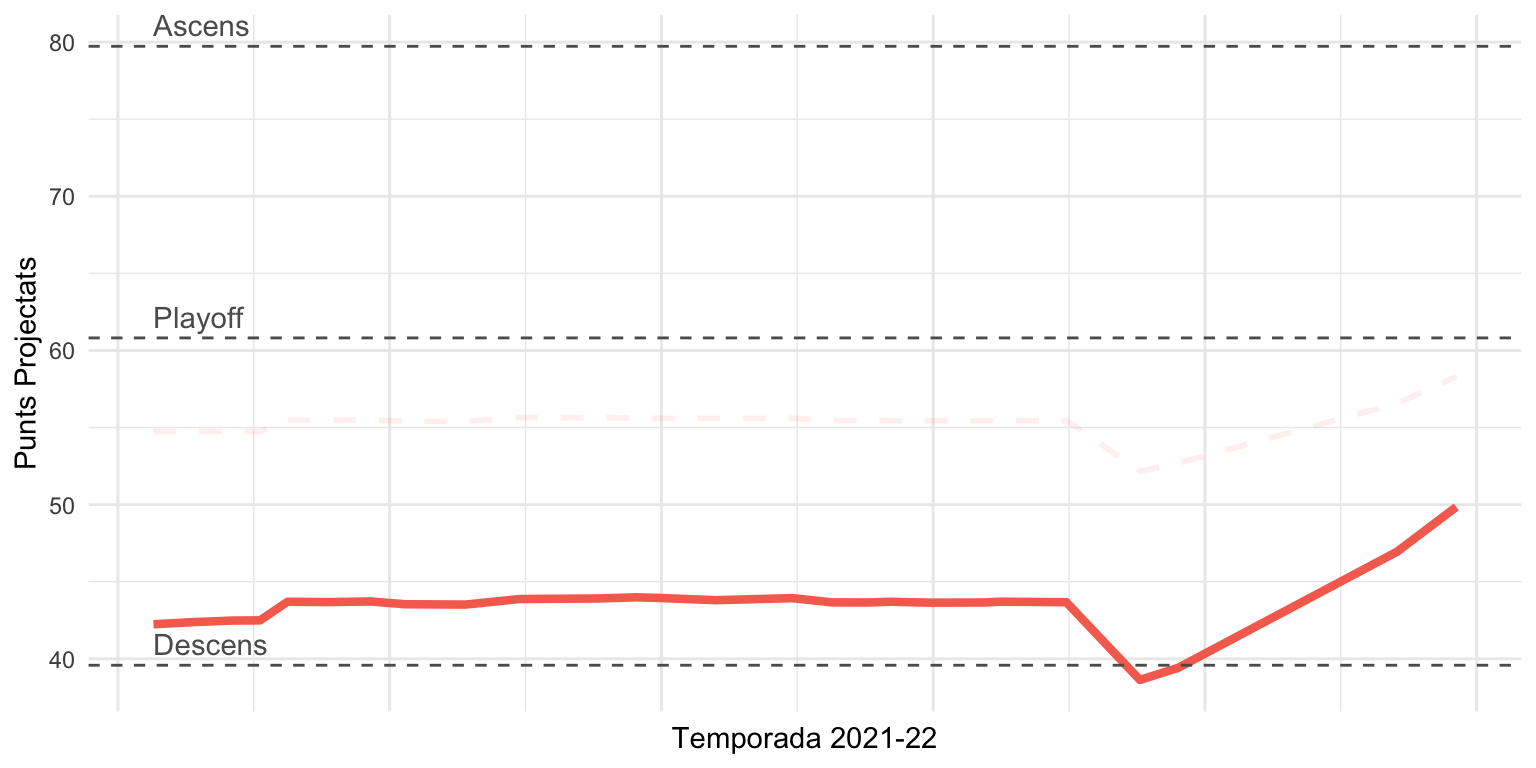 Ascens
80
70
Playoff
60
50
Descens
40
Punts Projectats
Temporada 2021-22